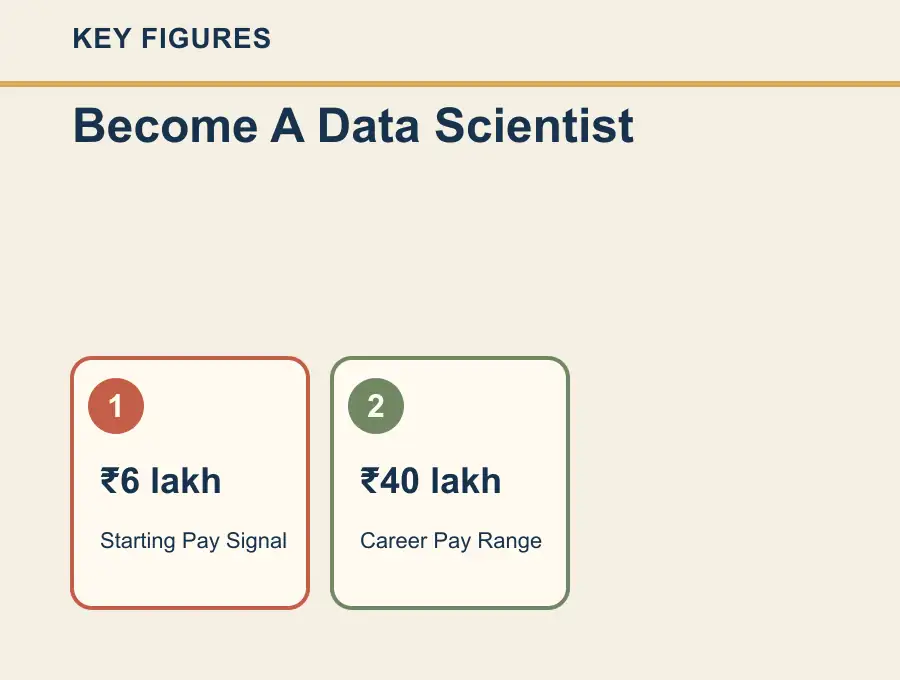 KEY FIGURES
Become A Data Scientist
1
₹6 lakh
Starting Pay Signal
2
₹40 lakh
Career Pay Range